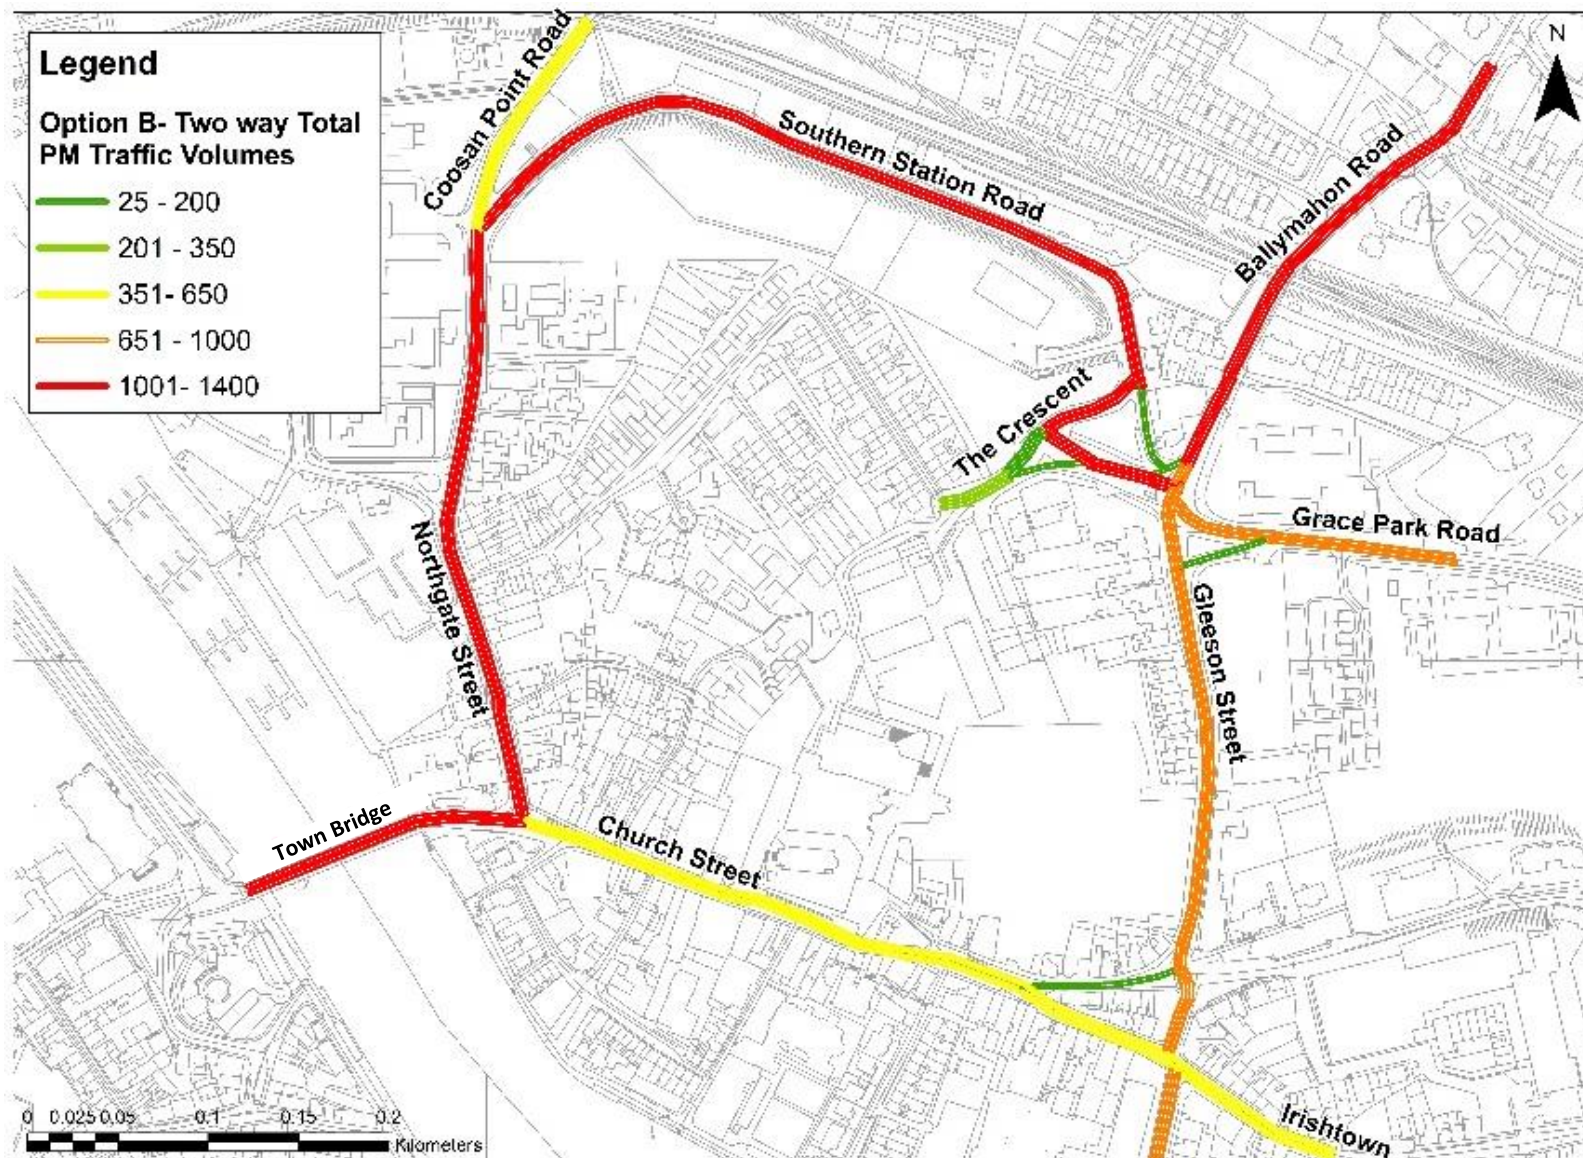 Legend
Option B- Two way Total
PM Traffic Volumes
25 - 200
201 - 350
351- 650
651 - 1000
1001- 1400
N
Coosan Point Road
Southern Station Road
Ballymahon Road
The Crescent
Grace Park Road
Northgate Street
Gleeson Street
Town Bridge
Church Street
Irishtown
0 0.025 0.05 0.1 0.15 0.2
Kilometers